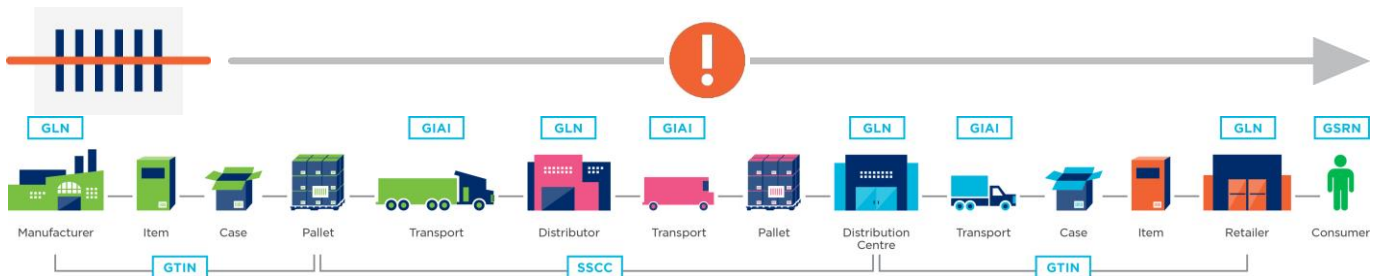 GLN
GIAI
GLN
GIAI
GLN
GIAI
GLN
GSRN
Manufacturer
Item
Case
Pallet
Transport
Distributor
Transport
Pallet
Distribution
Centre
Transport
Case
Item
Retailer
Consumer
GTIN
SSCC
GTIN